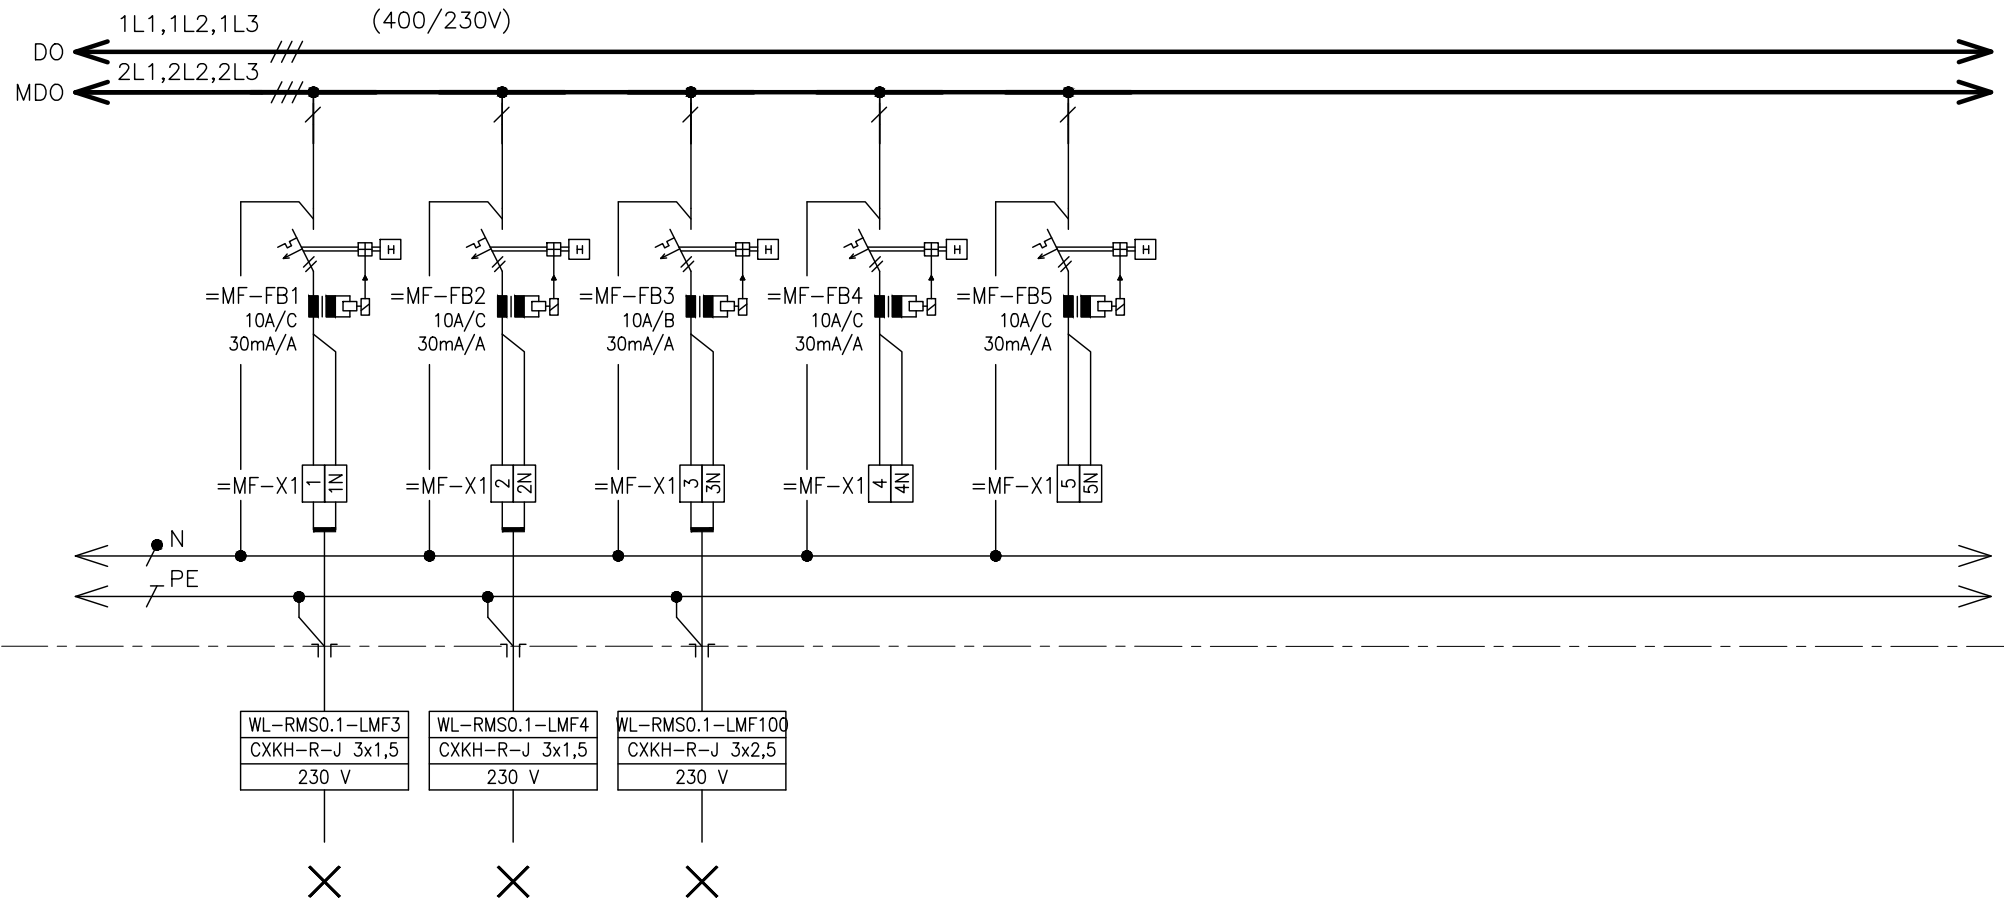 1L1,1L2,1L3 (400/230V)
DO
2L1,2L2,2L3
MDO
H H H H H
=MF-FB1 =MF-FB2 =MF-FB3 =MF-FB4 =MF-FB5
10A/C 10A/C 10A/B 10A/C 10A/C
30mA/A 30mA/A 30mA/A 30mA/A 30mA/A
=MF-X1 1 1N =MF-X1 2 2N =MF-X1 3 3N =MF-X1 4 4N =MF-X1 5 5N
N
PE
WL-RMS0.1-LMF3 WL-RMS0.1-LMF4 WL-RMS0.1-LMF100
CXKH-R-J 3x1,5 CXKH-R-J 3x1,5 CXKH-R-J 3x2,5
230 V 230 V 230 V